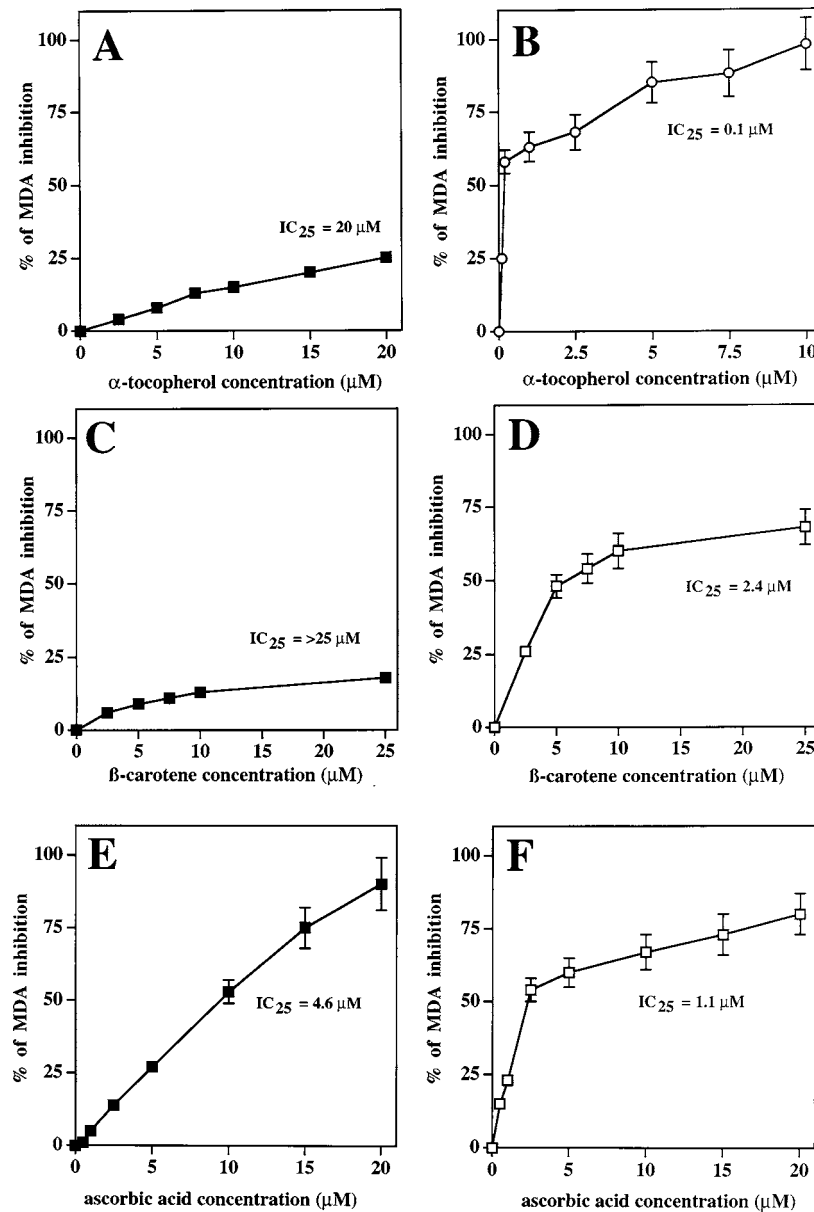 A
% of MDA inhibition
100
75
50
25
0
IC25 = 20 µM
0 5 10 15 20
α-tocopherol concentration (µM)
B
% of MDA inhibition
100
75
50
25
0
IC25 = 0.1 µM
0 2.5 5 7.5 10
α-tocopherol concentration (µM)
C
% of MDA inhibition
100
75
50
25
0
IC25 = >25 µM
0 5 10 15 20 25
ß-carotene concentration (µM)
D
% of MDA inhibition
100
75
50
25
0
IC25 = 2.4 µM
0 5 10 15 20 25
ß-carotene concentration (µM)
E
% of MDA inhibition
100
75
50
25
0
IC25 = 4.6 µM
0 5 10 15 20
ascorbic acid concentration (µM)
F
% of MDA inhibition
100
75
50
25
0
IC25 = 1.1 µM
0 5 10 15 20
ascorbic acid concentration (µM)